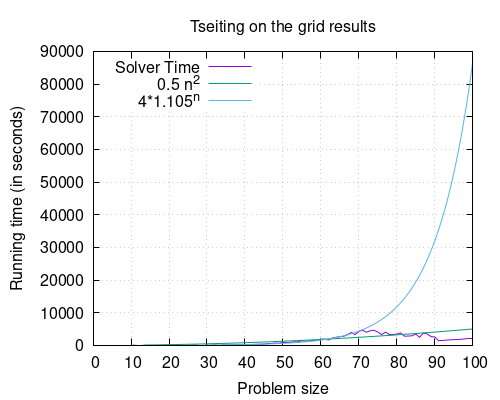 Tseiting on the grid results
Running time (in seconds)
90000
80000
70000
60000
50000
40000
30000
20000
10000
0
Solver Time
0.5 n²
4*1.105ⁿ
0 10 20 30 40 50 60 70 80 90 100
Problem size